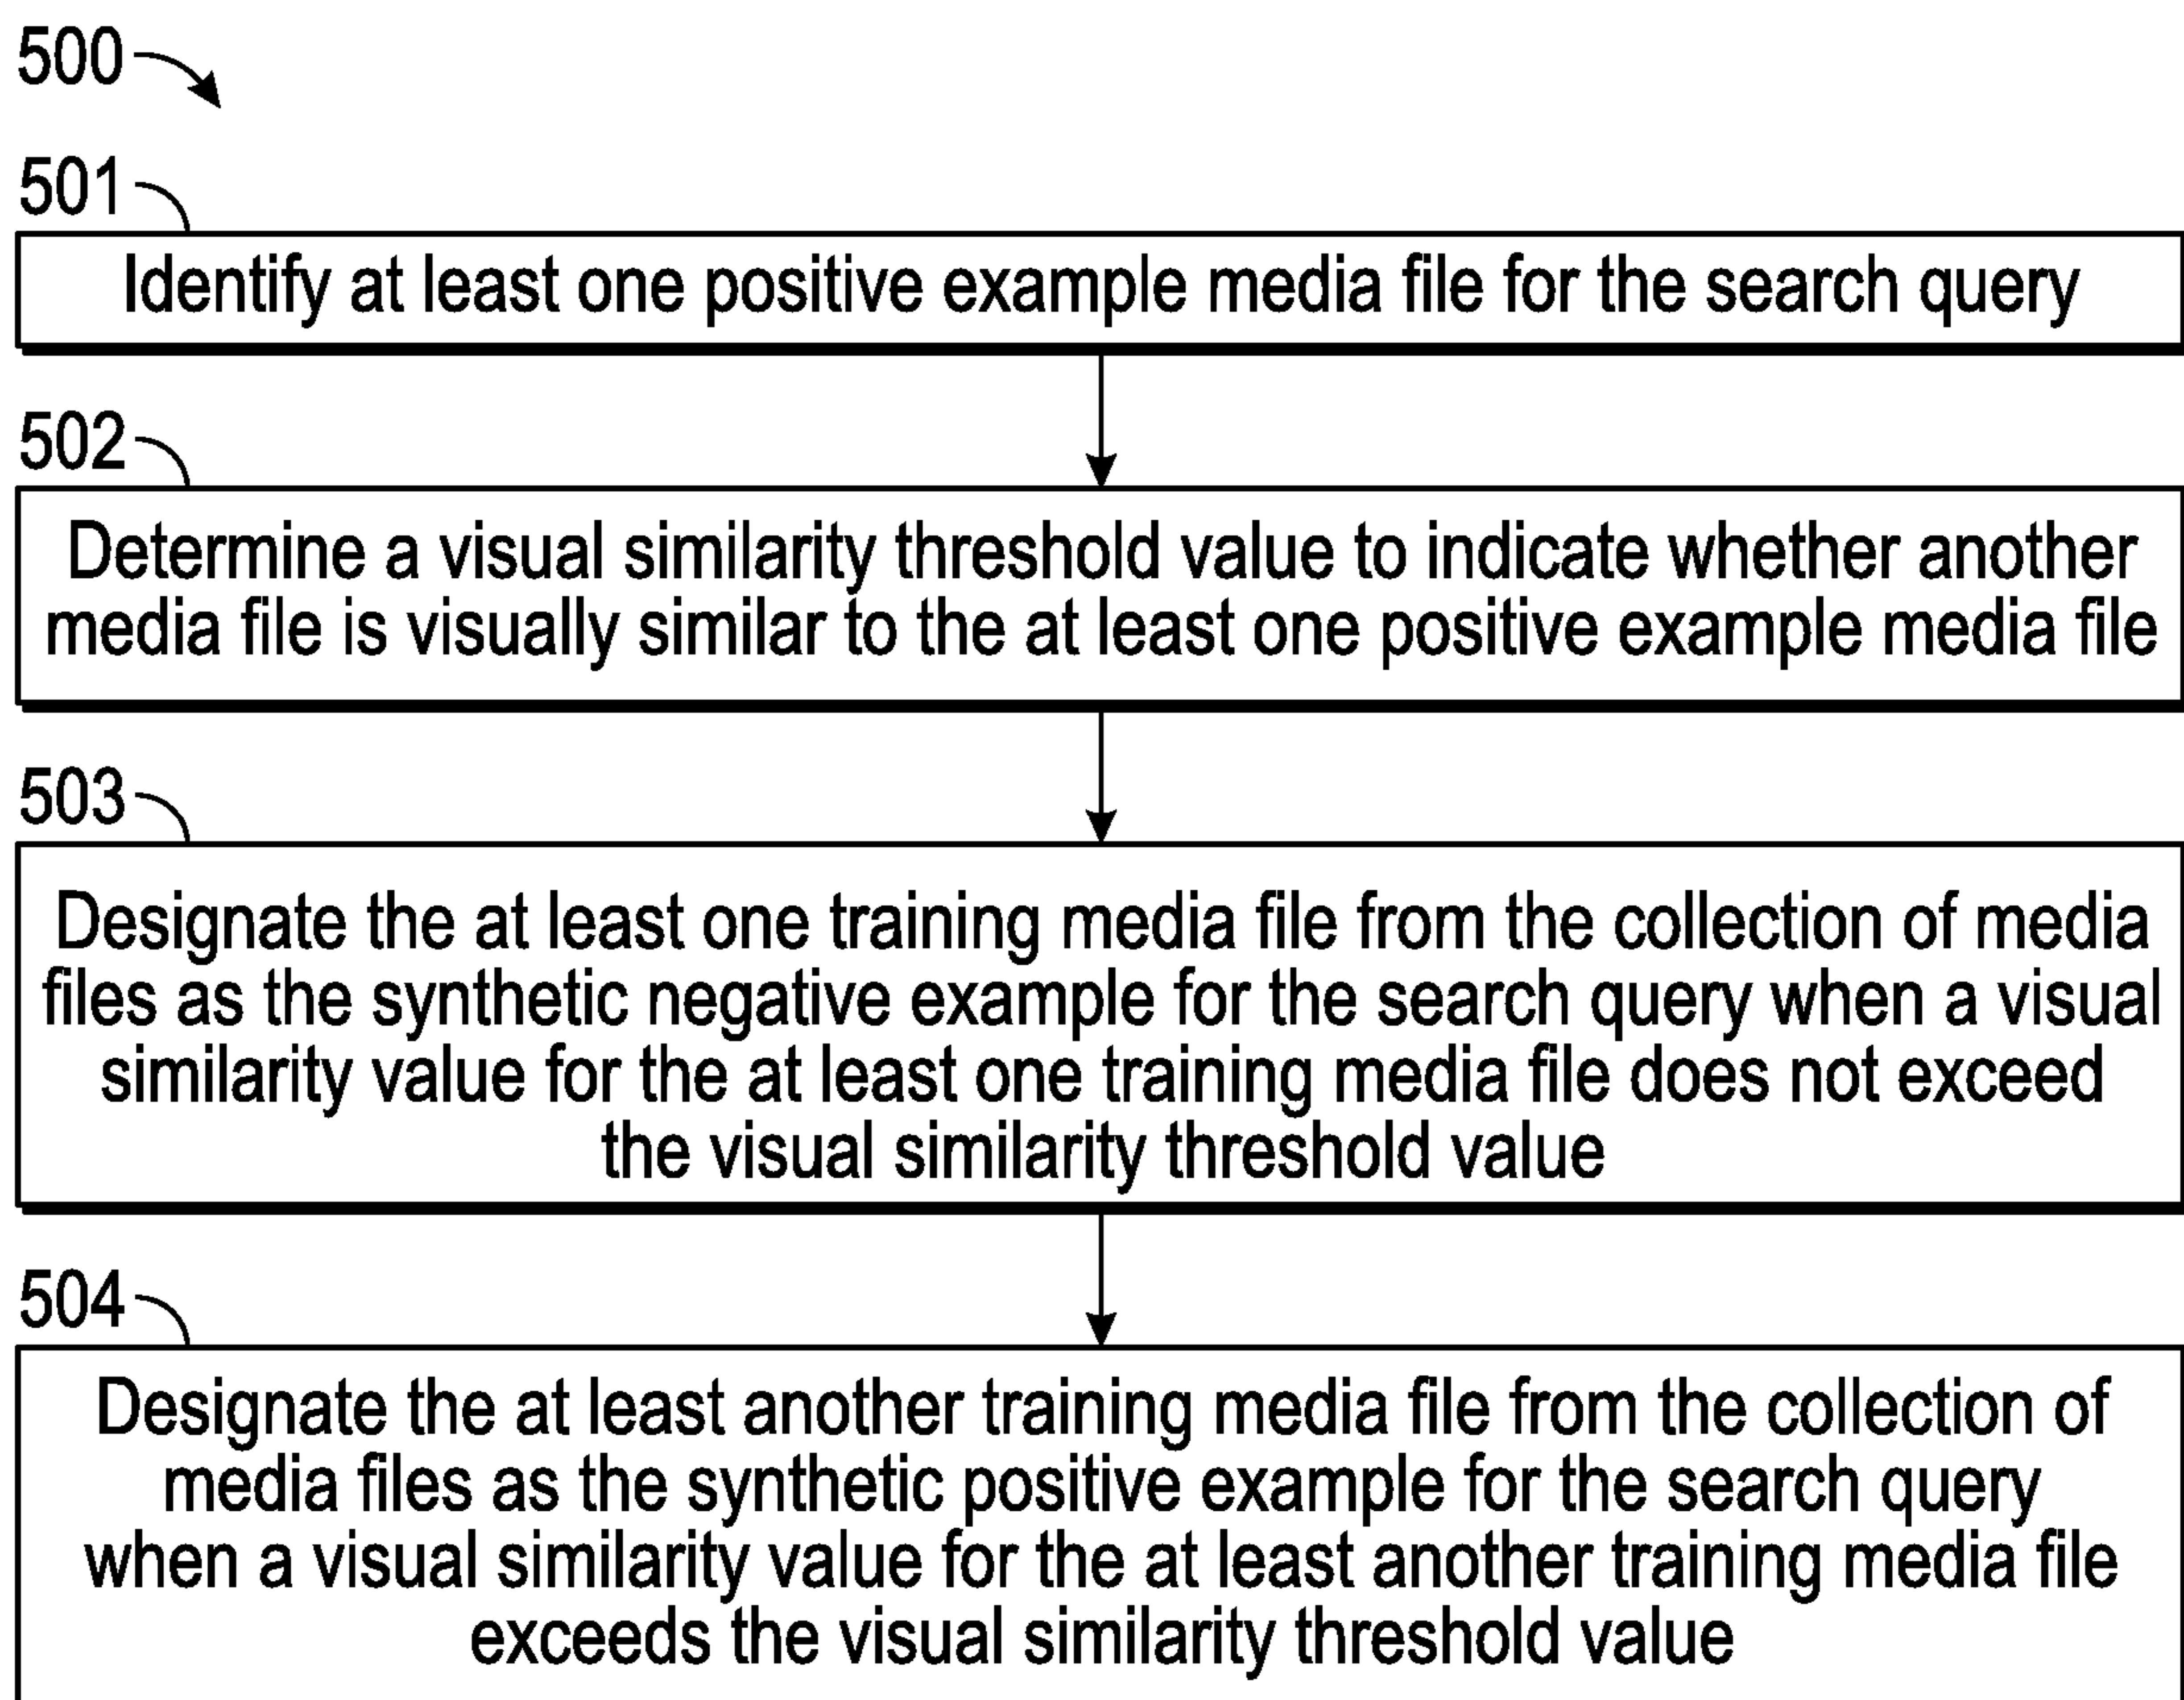 500
501
Identify at least one positive example media file for the search query
502
Determine a visual similarity threshold value to indicate whether another
media file is visually similar to the at least one positive example media file
503
Designate the at least one training media file from the collection of media
files as the synthetic negative example for the search query when a visual
similarity value for the at least one training media file does not exceed
the visual similarity threshold value
504
Designate the at least another training media file from the collection of
media files as the synthetic positive example for the search query
when a visual similarity value for the at least another training media file
exceeds the visual similarity threshold value